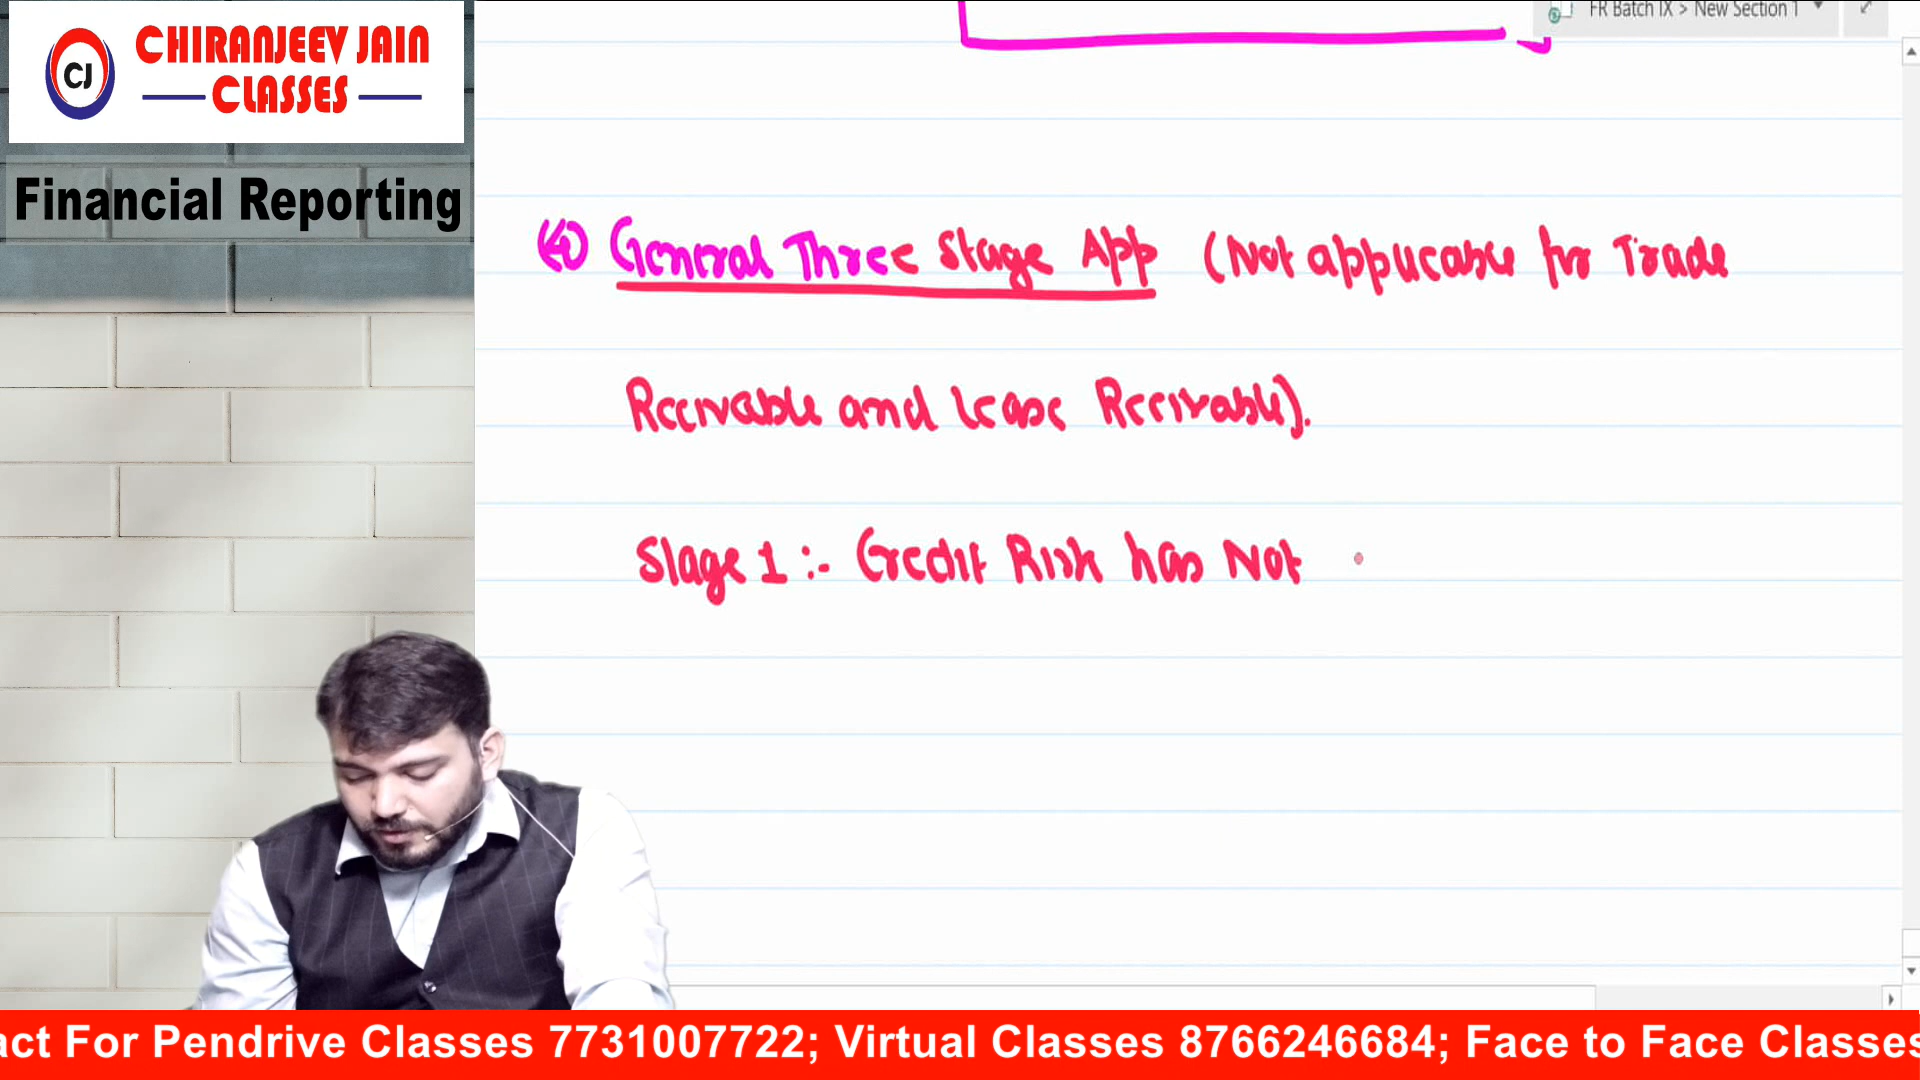 CHIRANJEEV JAIN
CJ
CLASSES
Financial Reporting
FR Batch IX > New Section 1
(4) General Three Stage App (Not applicable for Trade
Receivable and lease Receivable).
Stage 1 :- Credit Risk has Not
act For Pendrive Classes 7731007722; Virtual Classes 8766246684; Face to Face Classes